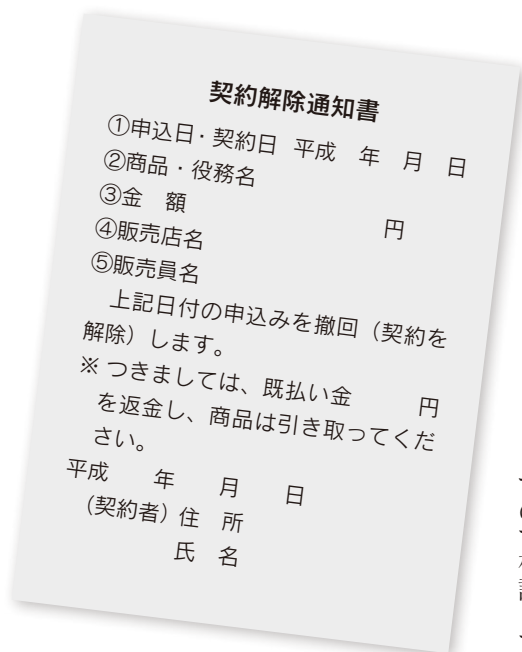 契約解除通知書
①申込日・契約日　平成　年　月　日
②商品・役務名
③金　額　　　　　　　　円
④販売店名
⑤販売員名
　上記日付の申込みを撤回（契約を
解除）します。
※つきましては、既払い金　　　円
を返金し、商品は引き取ってくだ
さい。
平成　　年　　月　　日
（契約者）住　所
氏　名